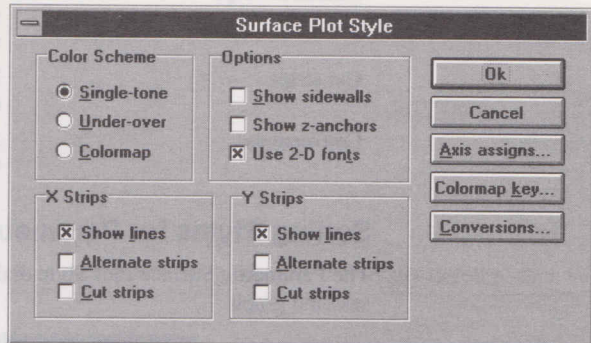 Surface Plot Style
Color Scheme
Single-tone
Under-over
Colormap
Options
Show sidewalls
Show z-anchors
Use 2-D fonts
Ok
Cancel
Axis assigns...
Colormap key...
Conversions...
X Strips
Show lines
Alternate strips
Cut strips
Y Strips
Show lines
Alternate strips
Cut strips